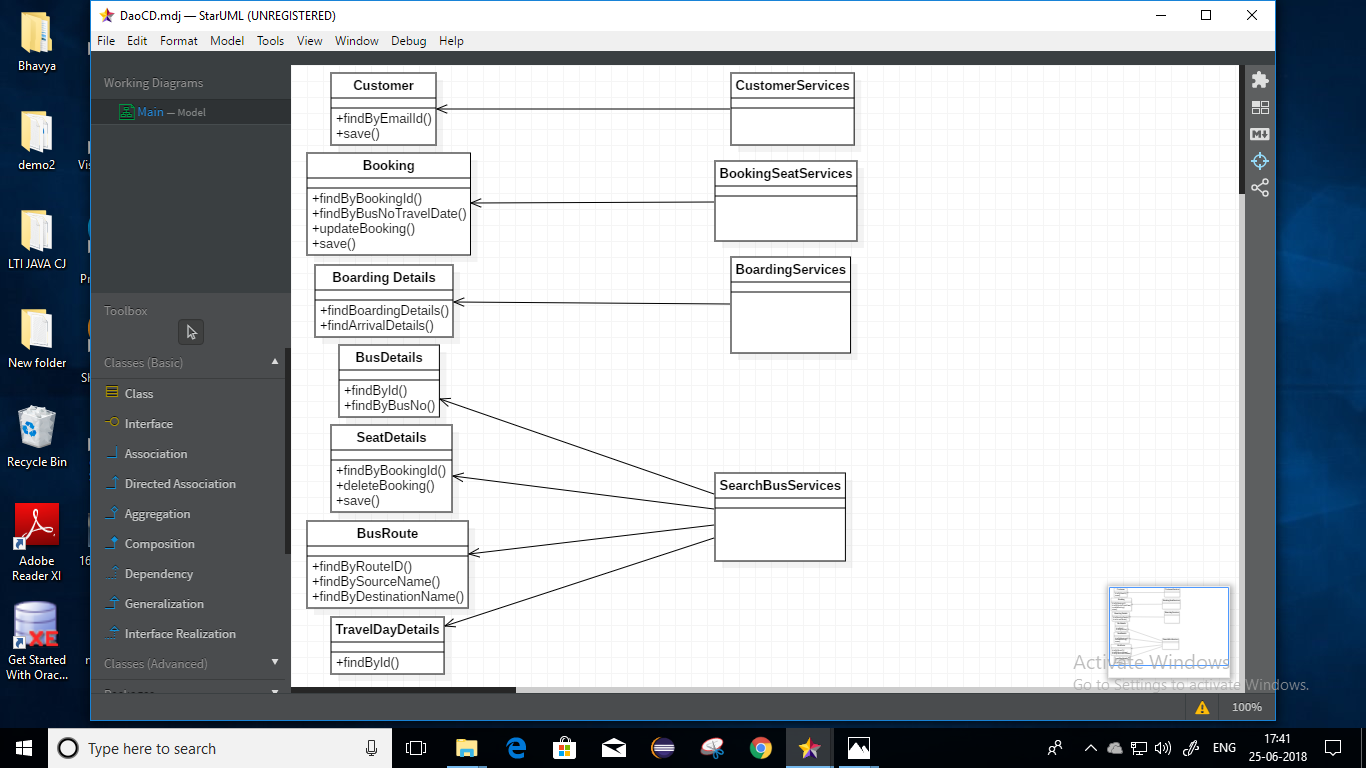 DaoCD.mdj — StarUML (UNREGISTERED)
File Edit Format Model Tools View Window Debug Help
Bhavya
demo2
LTI JAVA CJ
New folder
Recycle Bin
Adobe
Reader XI
Get Started
With Orac...
Vis
Pr
Sl
16
Working Diagrams
Main — Model
Toolbox
Classes (Basic)
Class
Interface
Association
Directed Association
Aggregation
Composition
Dependency
Generalization
Interface Realization
Classes (Advanced)
Customer
+findByEmailId()
+save()
CustomerServices
Booking
+findByBookingId()
+findByBusNoTravelDate()
+updateBooking()
+save()
BookingSeatServices
Boarding Details
+findBoardingDetails()
+findArrivalDetails()
BoardingServices
BusDetails
+findById()
+findByBusNo()
SeatDetails
+findByBookingId()
+deleteBooking()
+save()
SearchBusServices
BusRoute
+findByRouteID()
+findBySourceName()
+findByDestinationName()
TravelDayDetails
+findById()
Activate Windows
Go to Settings to activate Windows.
100%
Type here to search
ENG
17:41
25-06-2018